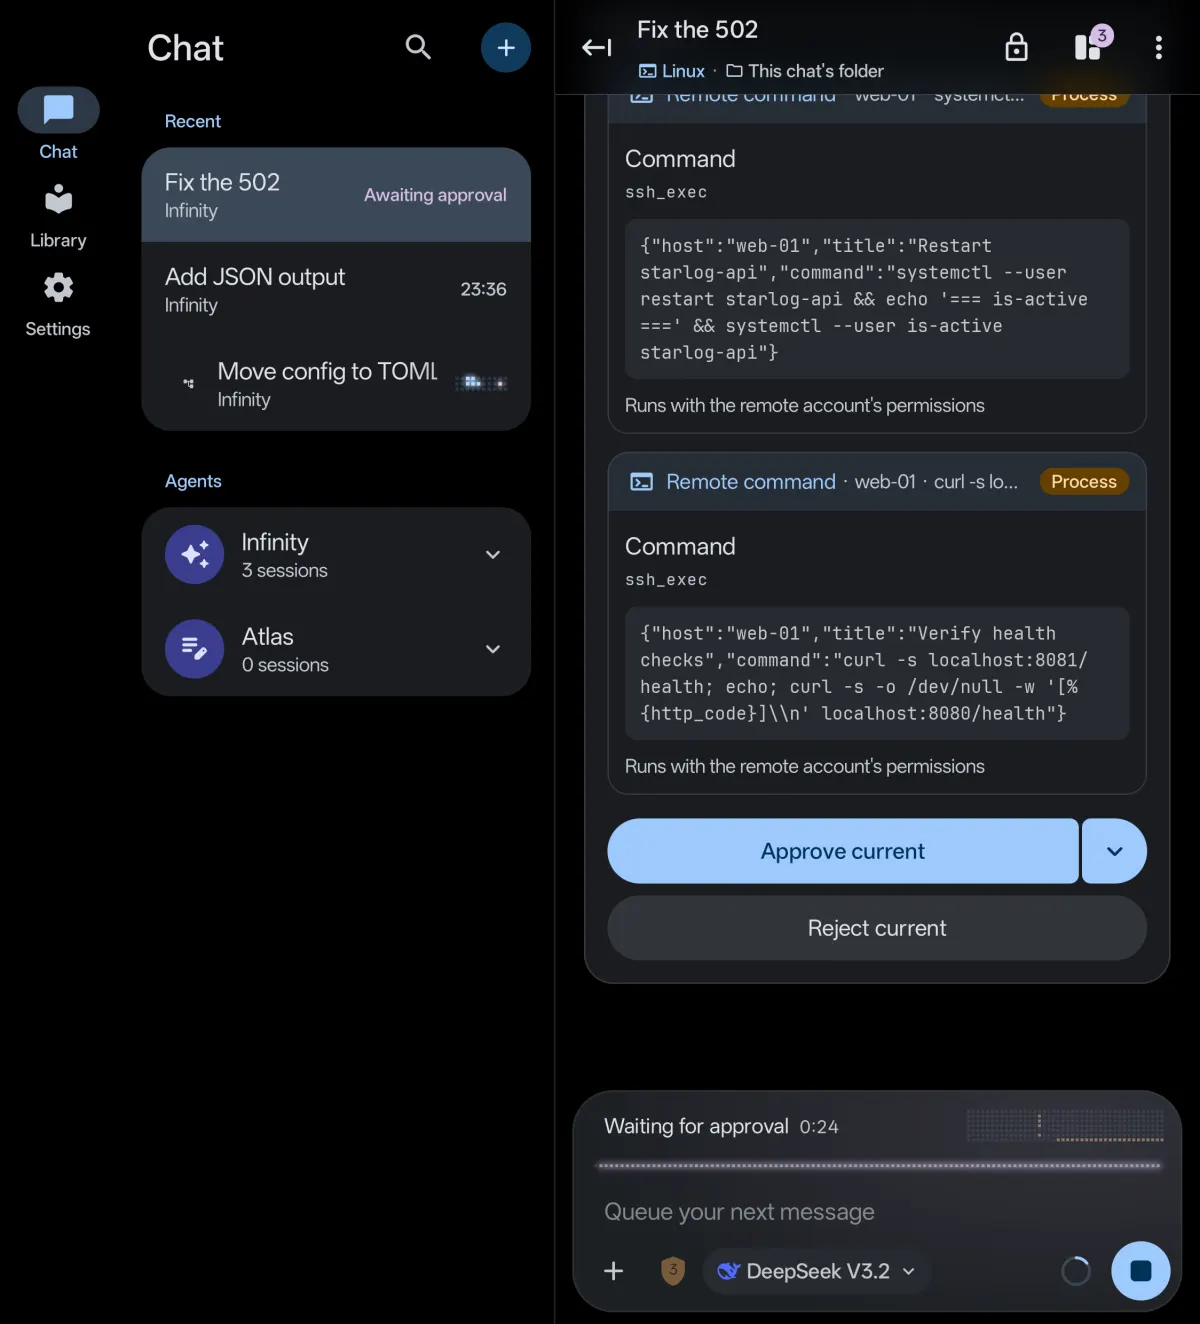 Chat
Chat
Library
Settings
Recent
Fix the 502
Infinity
Awaiting approval
Add JSON output
Infinity
23:36
Move config to TOML
Infinity
Agents
Infinity
3 sessions
Atlas
0 sessions
Fix the 502
Linux · This chat's folder
3
Remote command · web-01 · systemct... Process
Command
ssh_exec
{"host":"web-01","title":"Restart
starlog-api","command":"systemctl --user
restart starlog-api && echo '=== is-active
===' && systemctl --user is-active
starlog-api"}
Runs with the remote account's permissions
Remote command · web-01 · curl -s lo... Process
Command
ssh_exec
{"host":"web-01","title":"Verify health
checks","command":"curl -s localhost:8081/
health; echo; curl -s -o /dev/null -w '[%
{http_code}]\\n' localhost:8080/health"}
Runs with the remote account's permissions
Approve current
Reject current
Waiting for approval 0:24
Queue your next message
3
DeepSeek V3.2